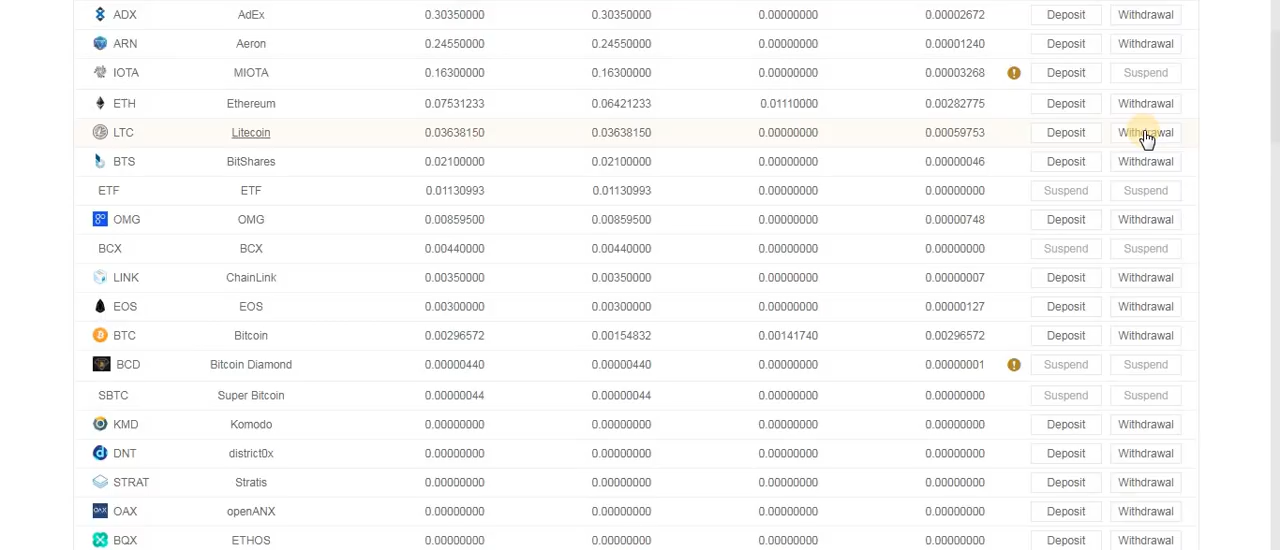 ADX AdEx 0.30350000 0.30350000 0.00000000 0.00002672 Deposit Withdrawal
ARN Aeron 0.24550000 0.24550000 0.00000000 0.00001240 Deposit Withdrawal
IOTA MIOTA 0.16300000 0.16300000 0.00000000 0.00003268 Deposit Suspend
ETH Ethereum 0.07531233 0.06421233 0.01110000 0.00282775 Deposit Withdrawal
LTC Litecoin 0.03638150 0.03638150 0.00000000 0.00059753 Deposit Withdrawal
BTS BitShares 0.02100000 0.02100000 0.00000000 0.00000046 Deposit Withdrawal
ETF ETF 0.01130993 0.01130993 0.00000000 0.00000000 Suspend Suspend
OMG OMG 0.00859500 0.00859500 0.00000000 0.00000748 Deposit Withdrawal
BCX BCX 0.00440000 0.00440000 0.00000000 0.00000000 Suspend Suspend
LINK ChainLink 0.00350000 0.00350000 0.00000000 0.00000007 Deposit Withdrawal
EOS EOS 0.00300000 0.00300000 0.00000000 0.00000127 Deposit Withdrawal
BTC Bitcoin 0.00296572 0.00154832 0.00141740 0.00296572 Deposit Withdrawal
BCD Bitcoin Diamond 0.00000440 0.00000440 0.00000000 0.00000001 Suspend Suspend
SBTC Super Bitcoin 0.00000044 0.00000044 0.00000000 0.00000000 Suspend Suspend
KMD Komodo 0.00000000 0.00000000 0.00000000 0.00000000 Deposit Withdrawal
DNT district0x 0.00000000 0.00000000 0.00000000 0.00000000 Deposit Withdrawal
STRAT Stratis 0.00000000 0.00000000 0.00000000 0.00000000 Deposit Withdrawal
OAX openANX 0.00000000 0.00000000 0.00000000 0.00000000 Deposit Withdrawal
BQX ETHOS 0.00000000 0.00000000 0.00000000 0.00000000 Deposit Withdrawal